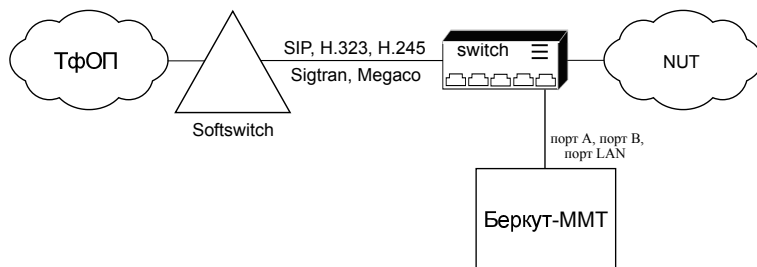 ТфОП
SIP, H.323, H.245
Sigtran, Megaco
Softswitch
switch
NUT
порт A, порт B,
порт LAN
Беркут-ММТ